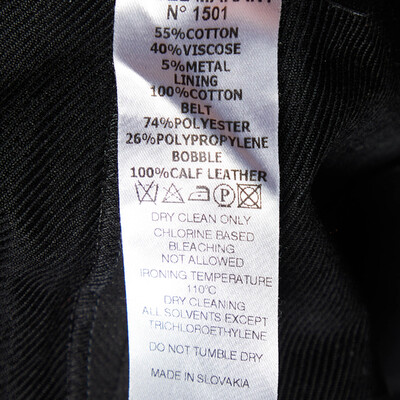 N° 1501
55%COTTON
40%VISCOSE
5%METAL
LINING
100%COTTON
BELT
74%POLYESTER
26%POLYPROPYLENE
BOBBLE
100%CALF LEATHER
P
DRY CLEAN ONLY
CHLORINE BASED
BLEACHING
NOT ALLOWED
IRONING TEMPERATURE
110°C
DRY CLEANING
ALL SOLVENTS EXCEPT
TRICHLOROETHYLENE
DO NOT TUMBLE DRY
MADE IN SLOVAKIA